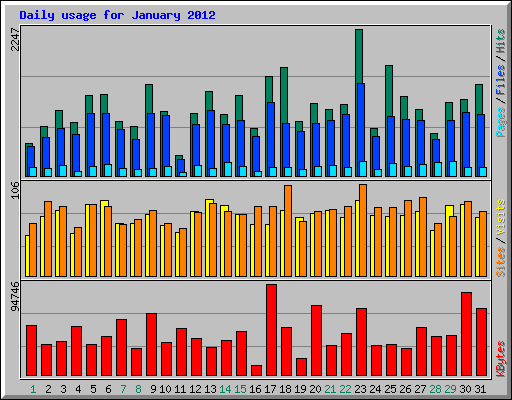 Daily usage for January 2012
2247
Pages / Files / Hits
106
Sites / Visits
94746
KBytes
1 2 3 4 5 6 7 8 9 10 11 12 13 14 15 16 17 18 19 20 21 22 23 24 25 26 27 28 29 30 31